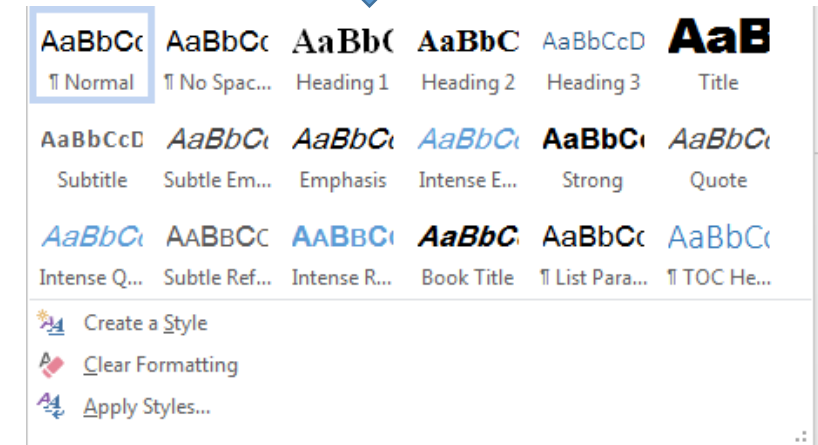 AaBbCc AaBbCc AaBb( AaBbC AaBbCcD AaB
¶ Normal ¶ No Spac... Heading 1 Heading 2 Heading 3 Title
AaBbCcD AaBbCc AaBbCc AaBbCc AaBbCc AaBbCc
Subtitle Subtle Em... Emphasis Intense E... Strong Quote
AaBbCc AABBCC AABBCC AaBbC AaBbCc AaBbCc
Intense Q... Subtle Ref... Intense R... Book Title ¶ List Para... ¶ TOC He...
Create a Style
Clear Formatting
Apply Styles...